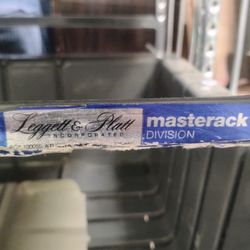 Leggett & Platt
INCORPORATED
masterack
DIVISION